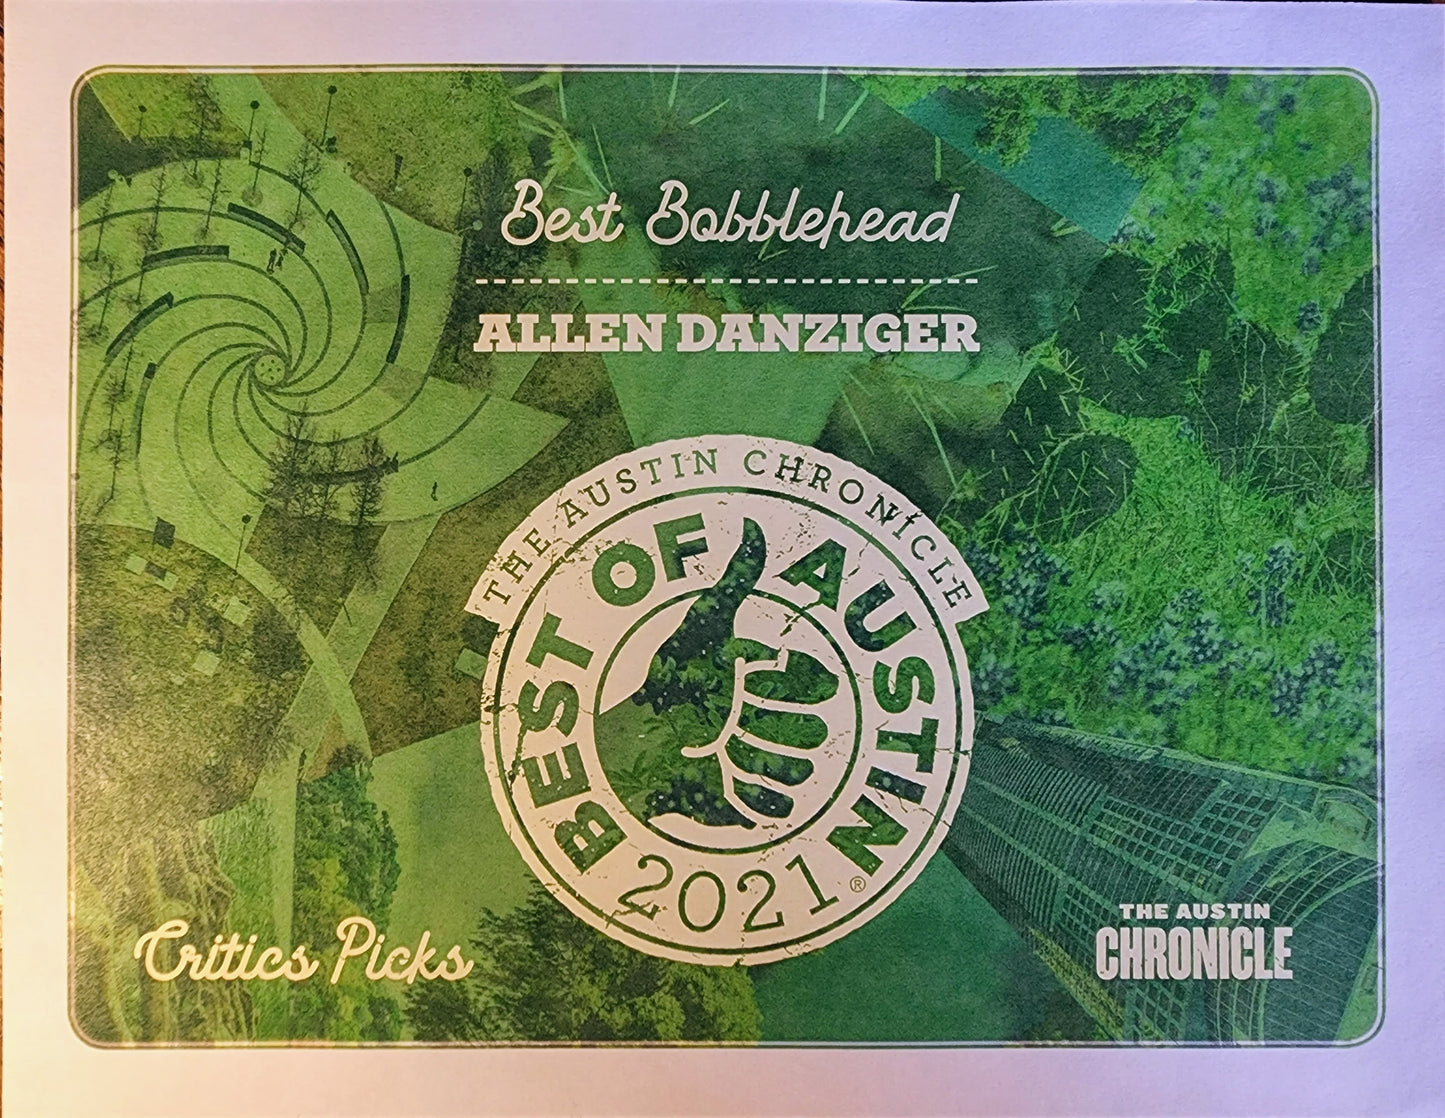 Best Bobblehead
ALLEN DANZIGER
THE AUSTIN CHRONICLE
BEST OF AUSTIN
2021
®
Critics Picks
THE AUSTIN
CHRONICLE